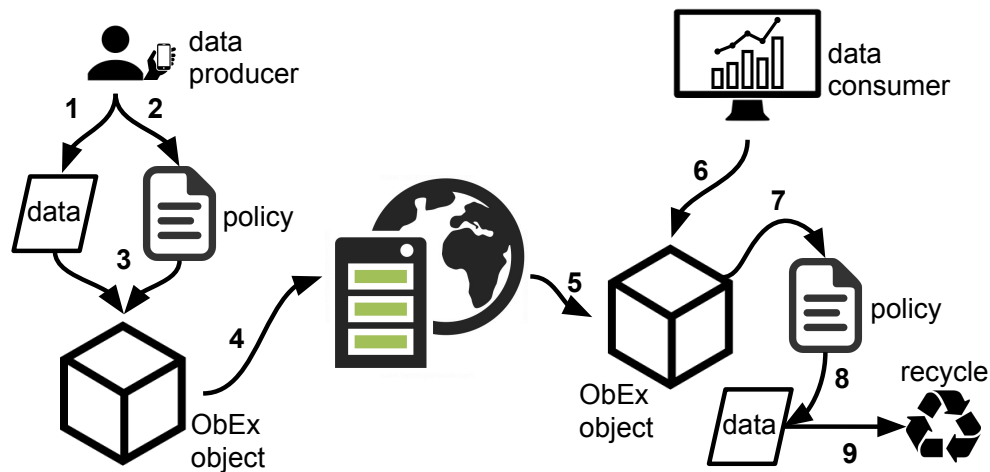 data
producer
1
2
data
policy
3
ObEx
object
4
5
data
consumer
6
7
ObEx
object
policy
8
data
9
recycle